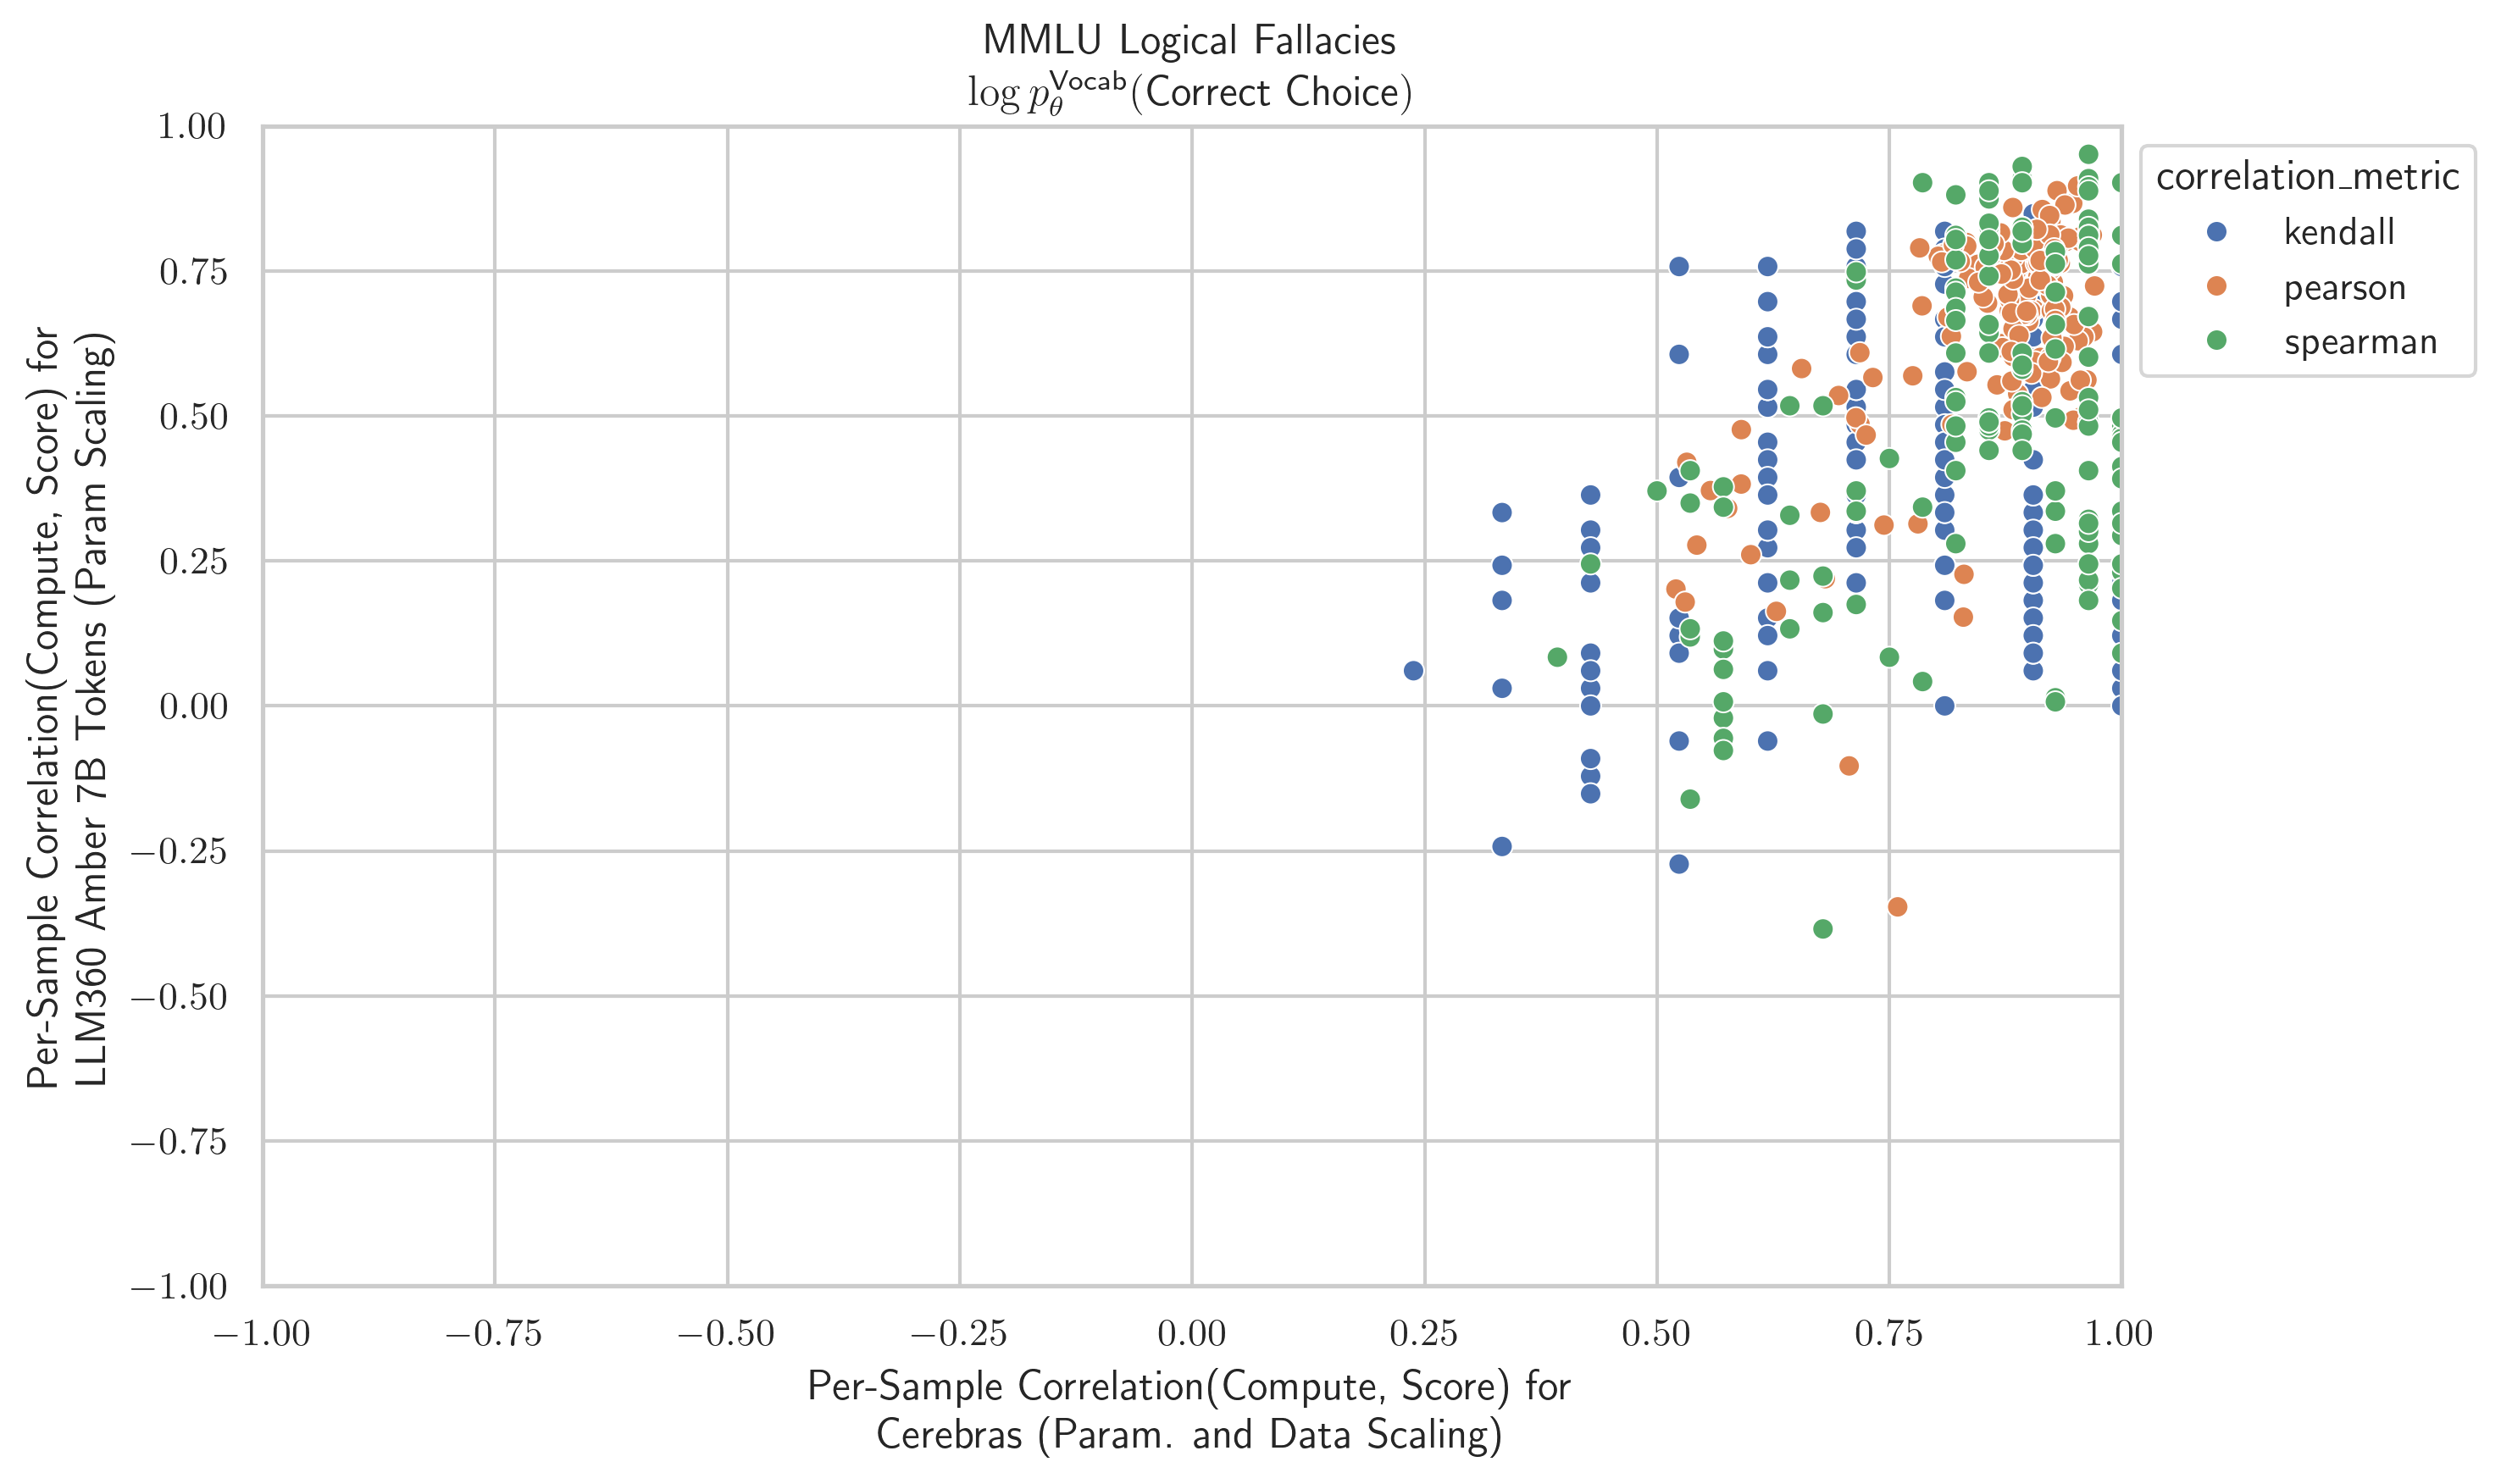 MMLU Logical Fallacies
log p_θ^Vocab(Correct Choice)
Per-Sample Correlation(Compute, Score) for
LLM360 Amber 7B Tokens (Param Scaling)
1.00
0.75
0.50
0.25
0.00
−0.25
−0.50
−0.75
−1.00
−1.00 −0.75 −0.50 −0.25 0.00 0.25 0.50 0.75 1.00
Per-Sample Correlation(Compute, Score) for
Cerebras (Param. and Data Scaling)
correlation_metric
kendall
pearson
spearman